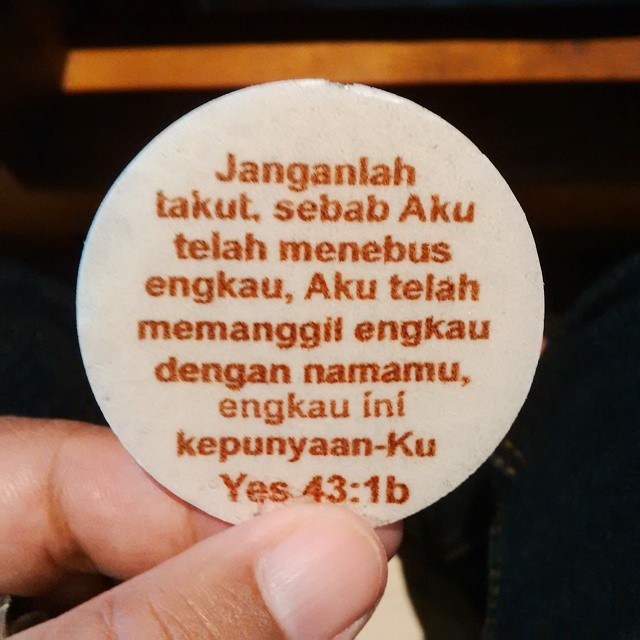 Janganlah
takut, sebab Aku
telah menebus
engkau, Aku telah
memanggil engkau
dengan namamu,
engkau ini
kepunyaan-Ku
Yes 43:1b